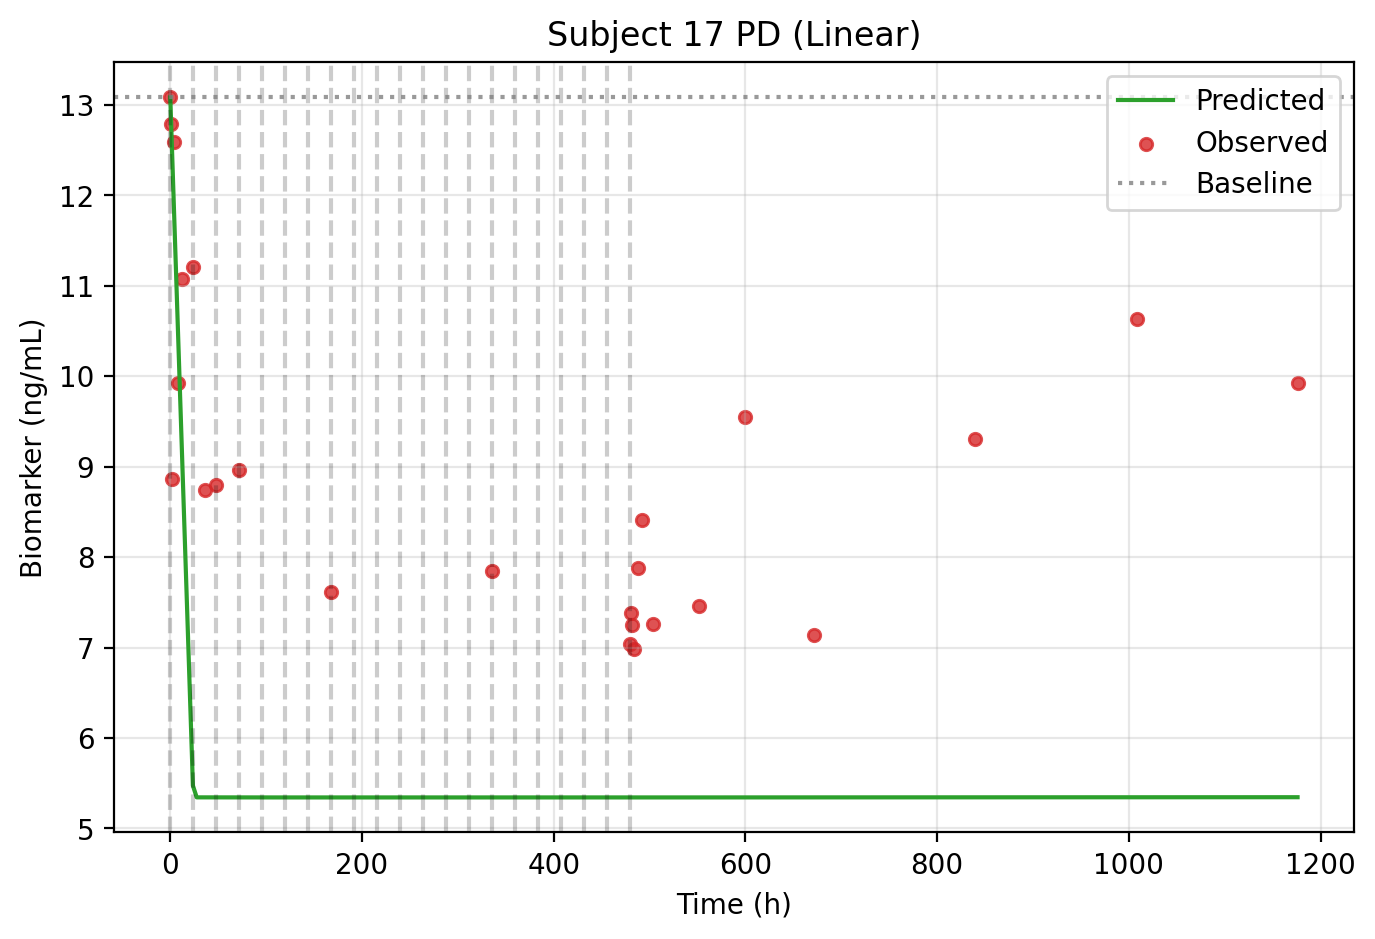 Subject 17 PD (Linear)
Predicted
Observed
Baseline
Biomarker (ng/mL)
13
12
11
10
9
8
7
6
5
0 200 400 600 800 1000 1200
Time (h)